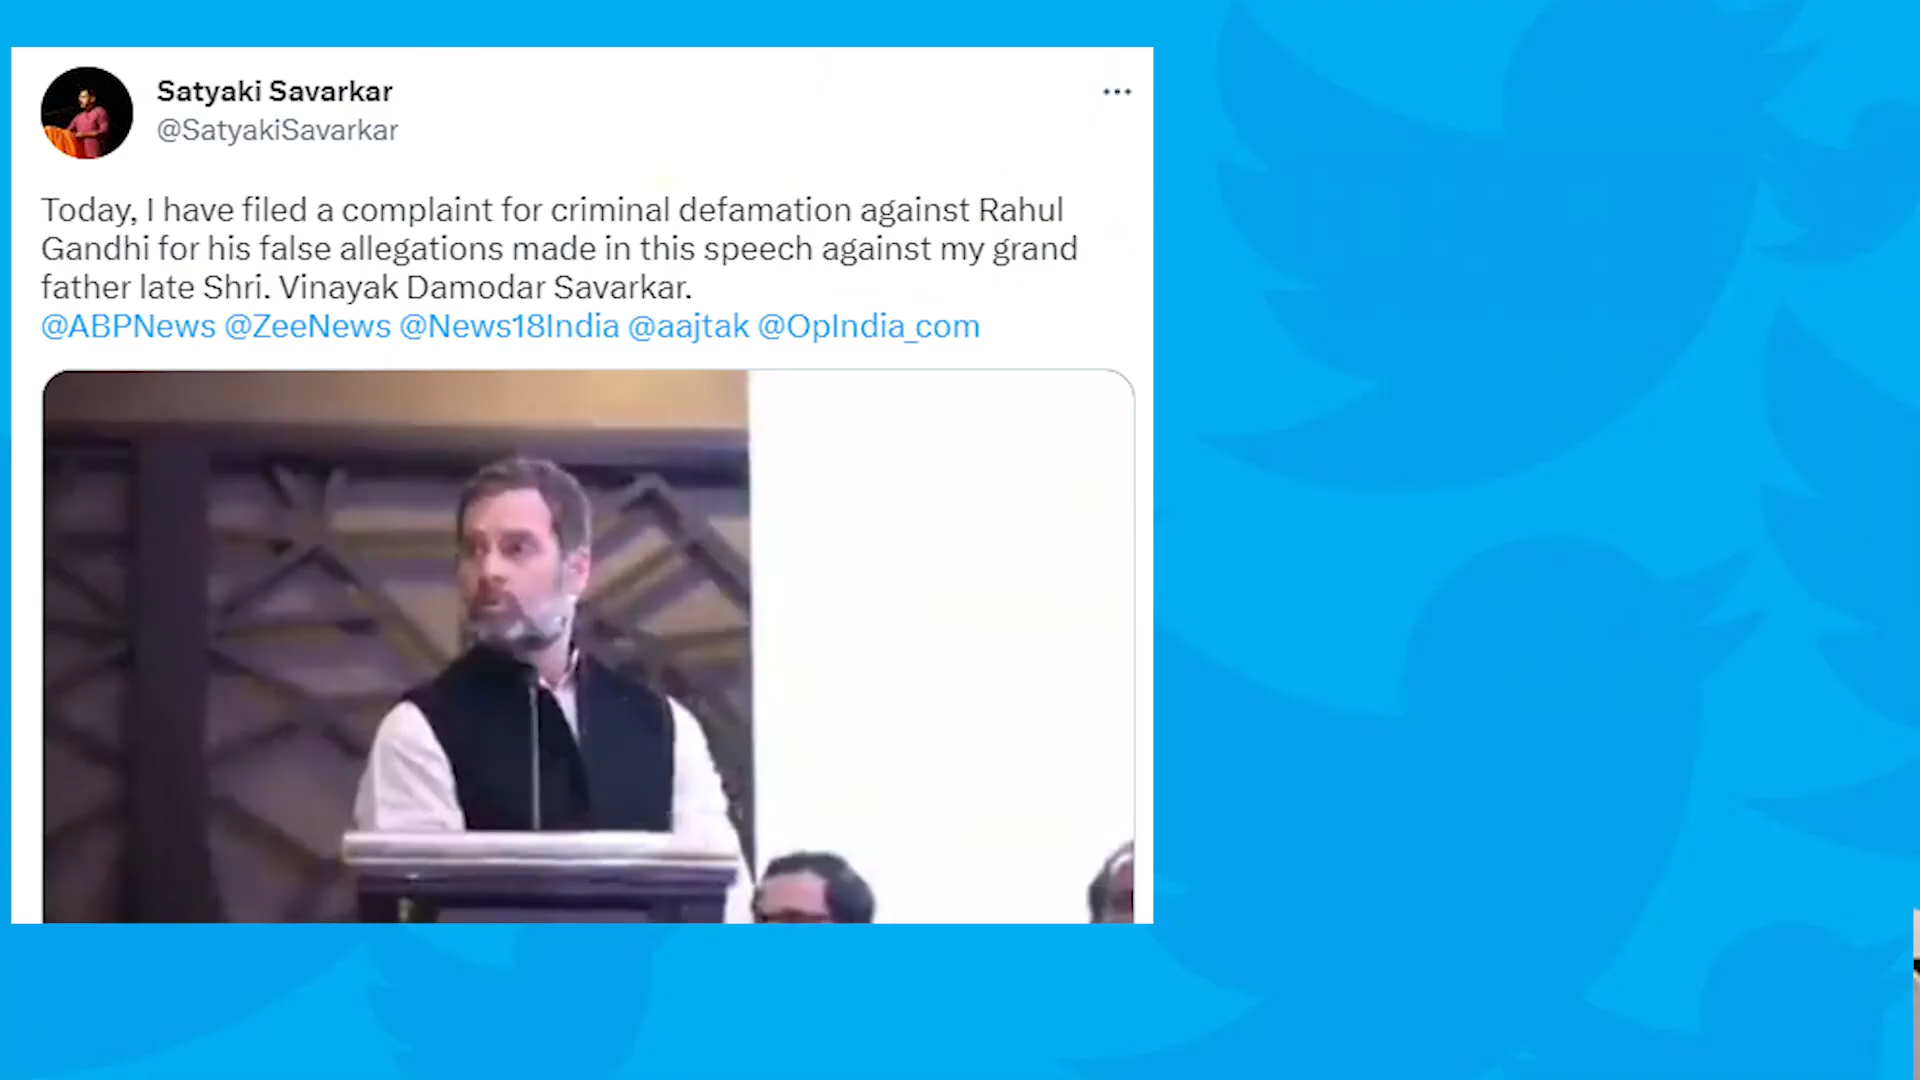 Satyaki Savarkar
@SatyakiSavarkar
Today, I have filed a complaint for criminal defamation against Rahul
Gandhi for his false allegations made in this speech against my grand
father late Shri. Vinayak Damodar Savarkar.
@ABPNews @ZeeNews @News18India @aajtak @OpIndia_com